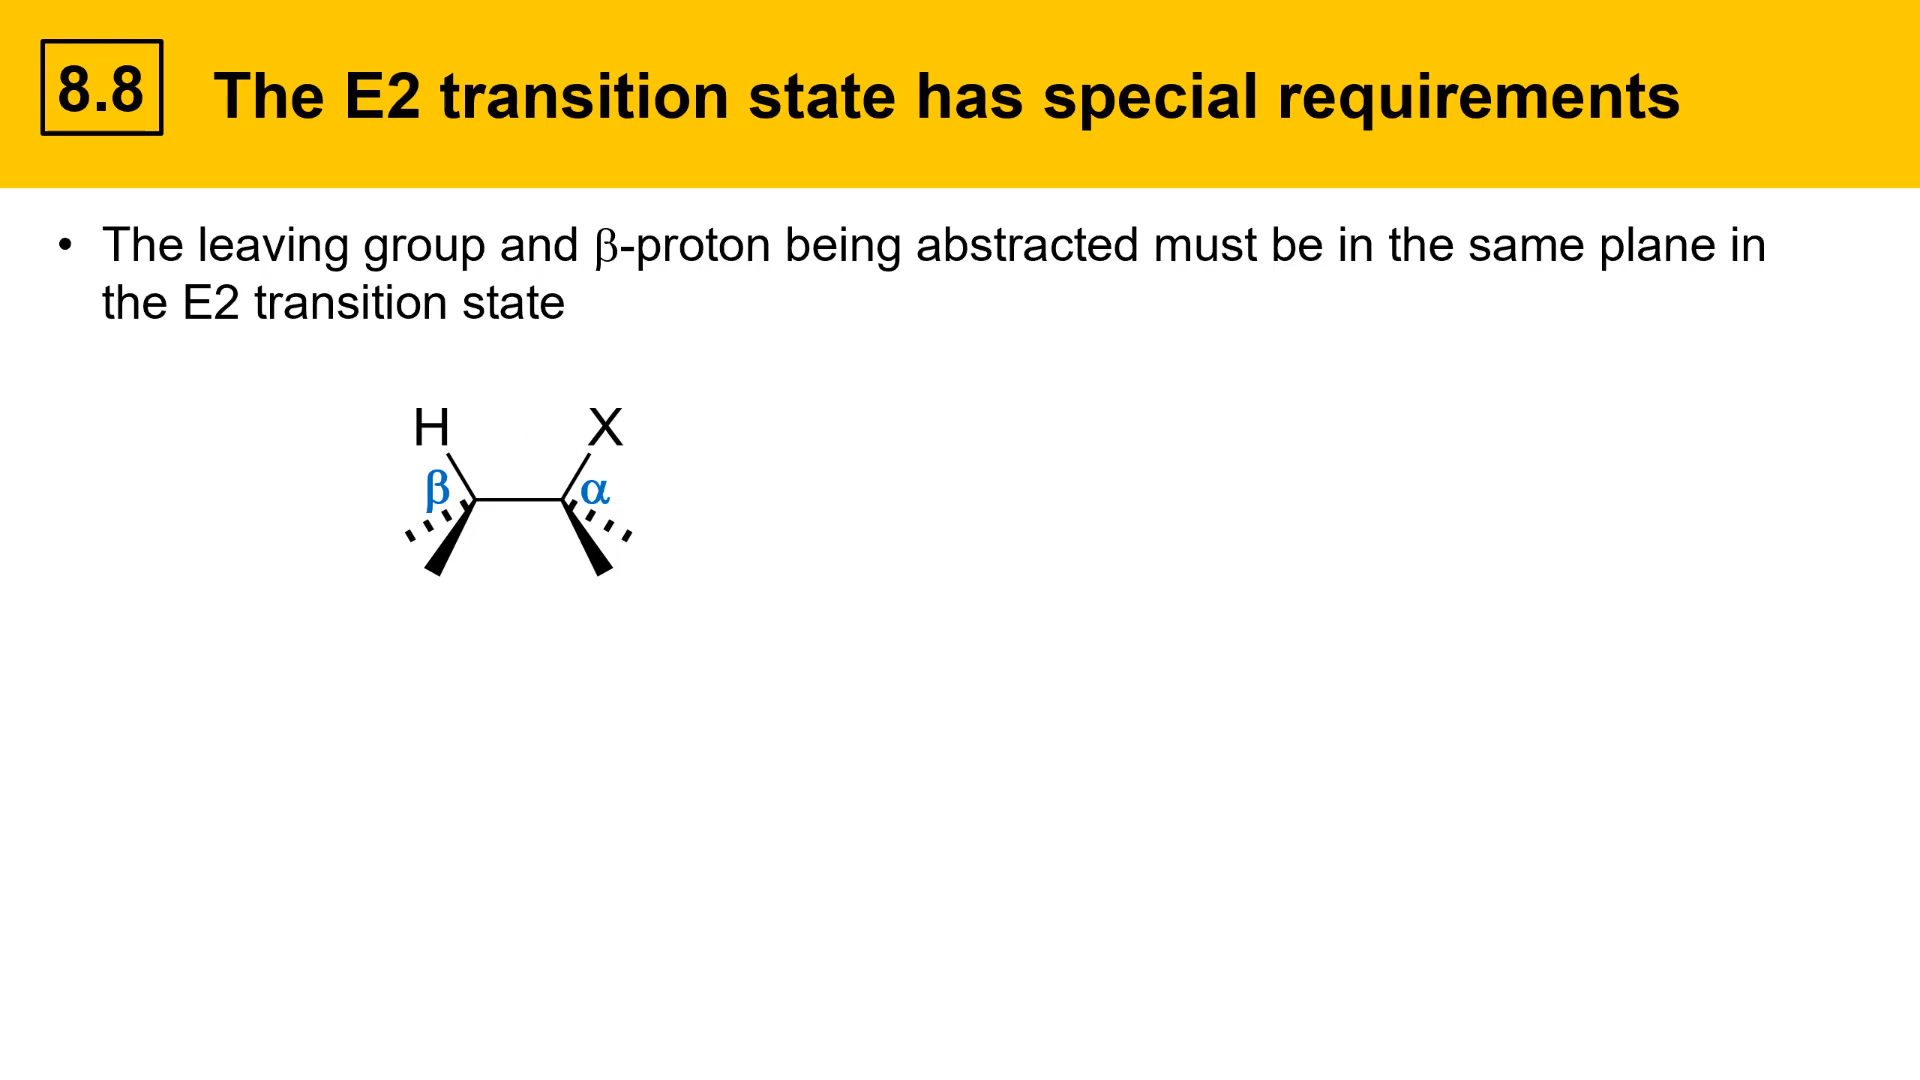 8.8 The E2 transition state has special requirements
• The leaving group and β-proton being abstracted must be in the same plane in
the E2 transition state
H X
β α